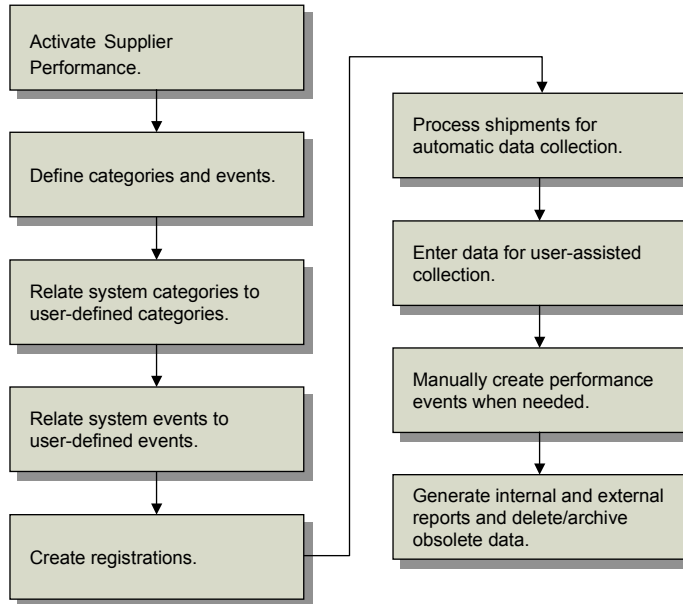 Activate Supplier
Performance.
Define categories and events.
Relate system categories to
user-defined categories.
Relate system events to
user-defined events.
Create registrations.
Process shipments for
automatic data collection.
Enter data for user-assisted
collection.
Manually create performance
events when needed.
Generate internal and external
reports and delete/archive
obsolete data.